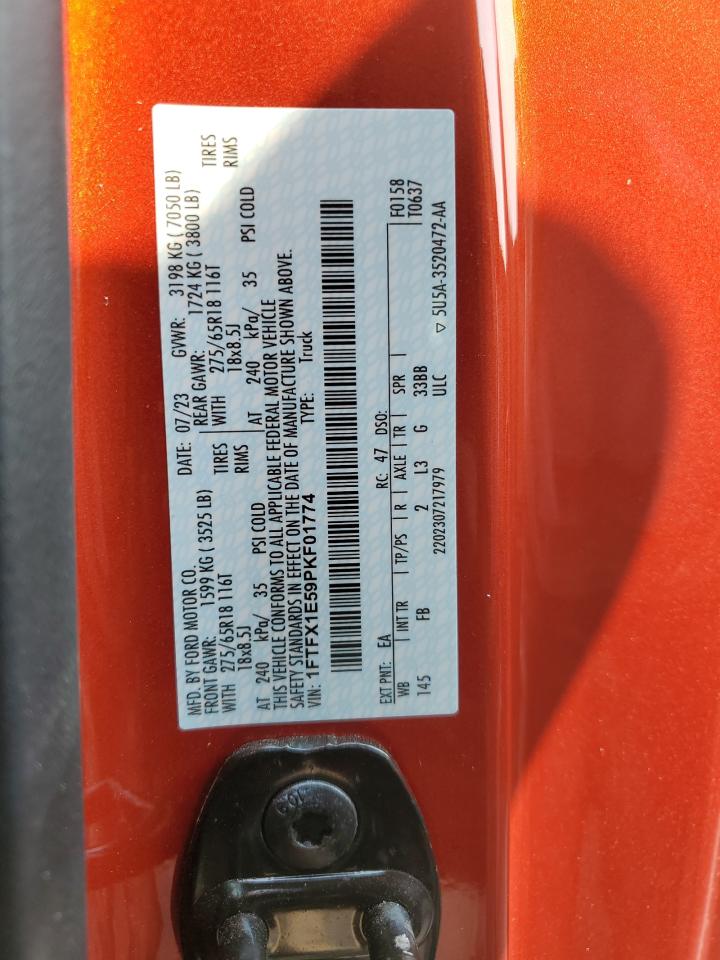 MFD. BY FORD MOTOR CO. DATE: 07/23 GVWR: 3198 KG ( 7050 LB)
FRONT GAWR: 1599 KG ( 3525 LB) REAR GAWR: 1724 KG ( 3800 LB)
WITH 275/65R18 116T TIRES WITH 275/65R18 116T TIRES
18x8.5J RIMS 18x8.5J RIMS
AT 240 kPa/ 35 PSI COLD AT 240 kPa/ 35 PSI COLD
THIS VEHICLE CONFORMS TO ALL APPLICABLE FEDERAL MOTOR VEHICLE
SAFETY STANDARDS IN EFFECT ON THE DATE OF MANUFACTURE SHOWN ABOVE.
VIN: 1FTFX1E59PKF01774 TYPE: Truck
EXT PNT: EA RC: 47 DSO: F0158
WB INT TR TP/PS R AXLE TR SPR T0637
145 FB 2 L3 G 33BB
2202307217979 ULC ▽ 5U5A-3520472-AA
10.9